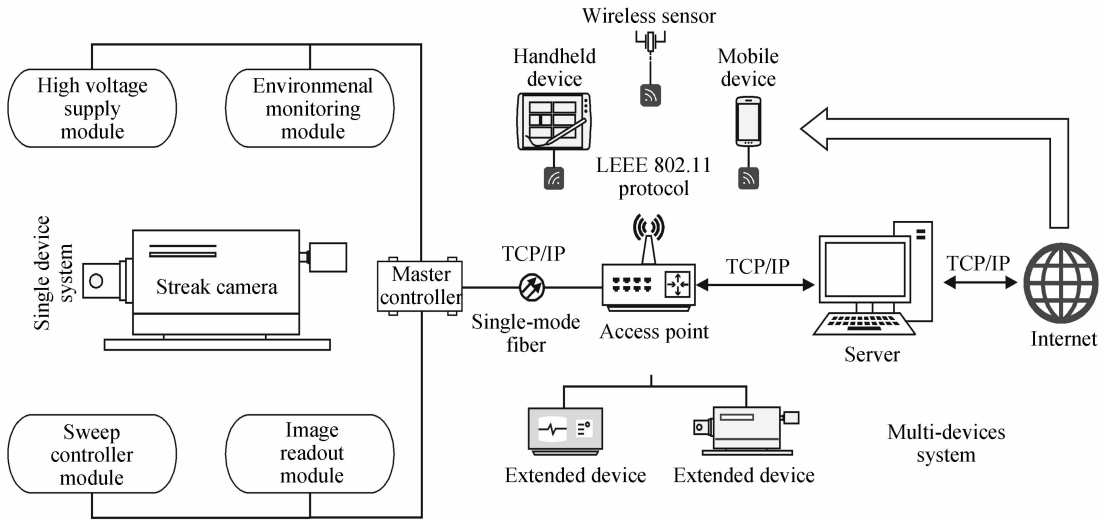 Wireless sensor
Handheld
device
Mobile
device
High voltage
supply
module
Environmenal
monitoring
module
LEEE 802.11
protocol
Single device
system
Streak camera
Master
controller
TCP/IP
Single-mode
fiber
Access point
TCP/IP
Server
TCP/IP
Internet
Sweep
controller
module
Image
readout
module
Extended device
Extended device
Multi-devices
system